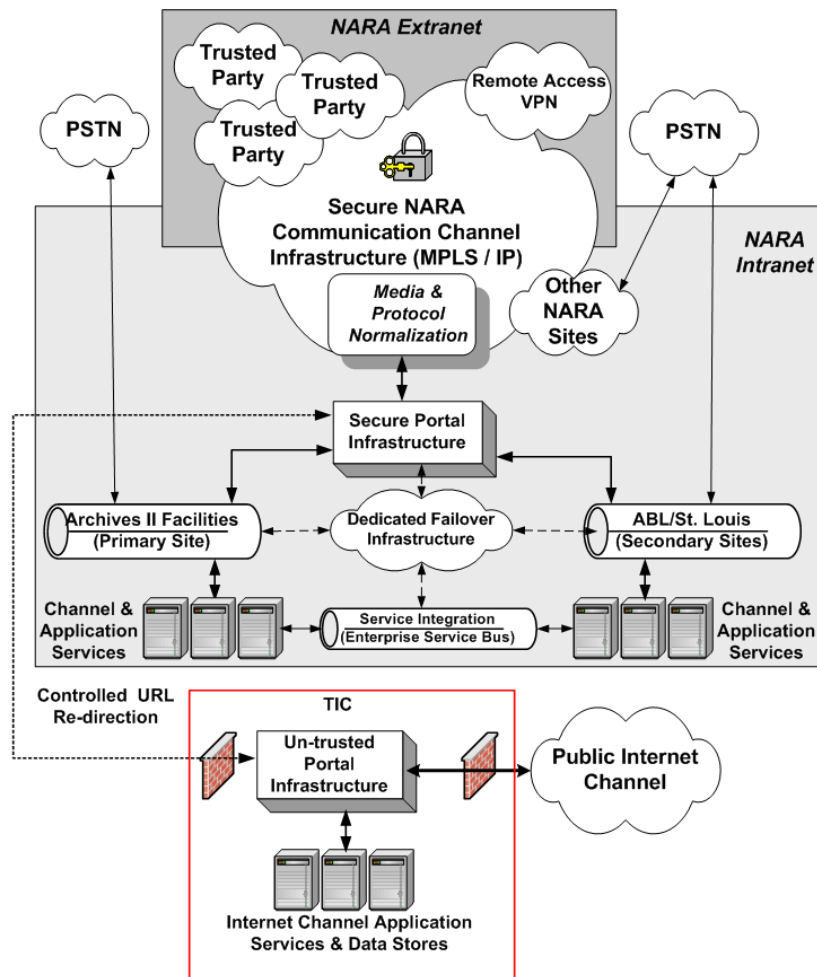 NARA Extranet
Trusted
Party
Trusted
Party
Trusted
Party
Remote Access
VPN
PSTN
PSTN
Secure NARA
Communication Channel
Infrastructure (MPLS / IP)
NARA
Intranet
Media &
Protocol
Normalization
Other
NARA
Sites
Secure Portal
Infrastructure
Archives II Facilities
(Primary Site)
Dedicated Failover
Infrastructure
ABL/St. Louis
(Secondary Sites)
Channel &
Application
Services
Service Integration
(Enterprise Service Bus)
Channel &
Application
Services
Controlled URL
Re-direction
TIC
Un-trusted
Portal
Infrastructure
Public Internet
Channel
Internet Channel Application
Services & Data Stores